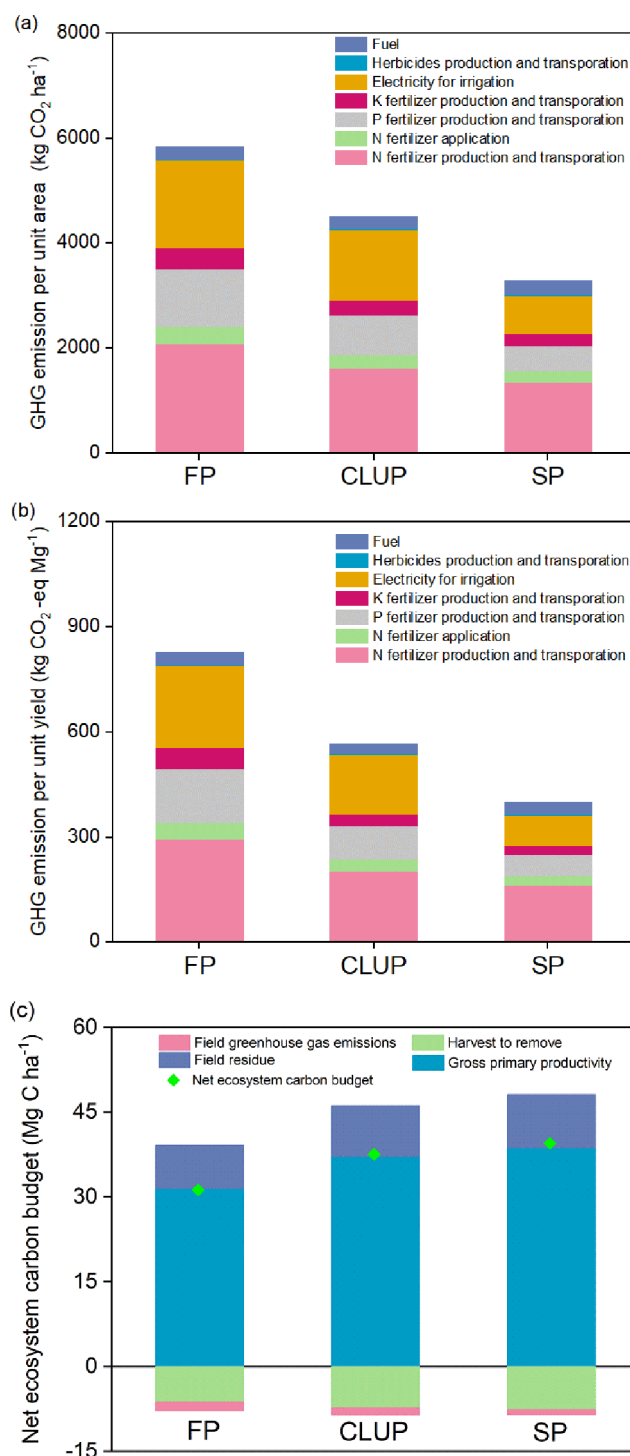 (a)
8000
6000
4000
2000
0
GHG emission per unit area (kg CO₂ ha⁻¹)
Fuel
Herbicides production and transporation
Electricity for irrigation
K fertilizer production and transporation
P fertilizer production and transporation
N fertilizer application
N fertilizer production and transporation
FP CLUP SP
(b)
1200
900
600
300
0
GHG emission per unit yield (kg CO₂ -eq Mg⁻¹)
Fuel
Herbicides production and transporation
Electricity for irrigation
K fertilizer production and transporation
P fertilizer production and transporation
N fertilizer application
N fertilizer production and transporation
FP CLUP SP
(c)
60
45
30
15
0
-15
Net ecosystem carbon budget (Mg C ha⁻¹)
Field greenhouse gas emissions Harvest to remove
Field residue Gross primary productivity
Net ecosystem carbon budget
FP CLUP SP